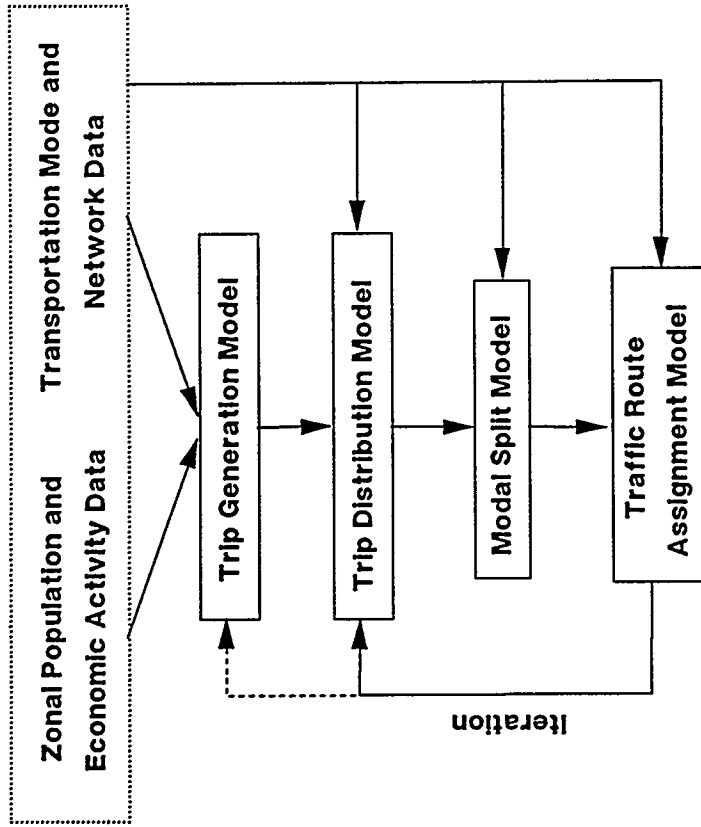 Zonal Population and
Economic Activity Data
Transportation Mode and
Network Data
Trip Generation Model
Trip Distribution Model
Modal Split Model
Traffic Route
Assignment Model
Iteration